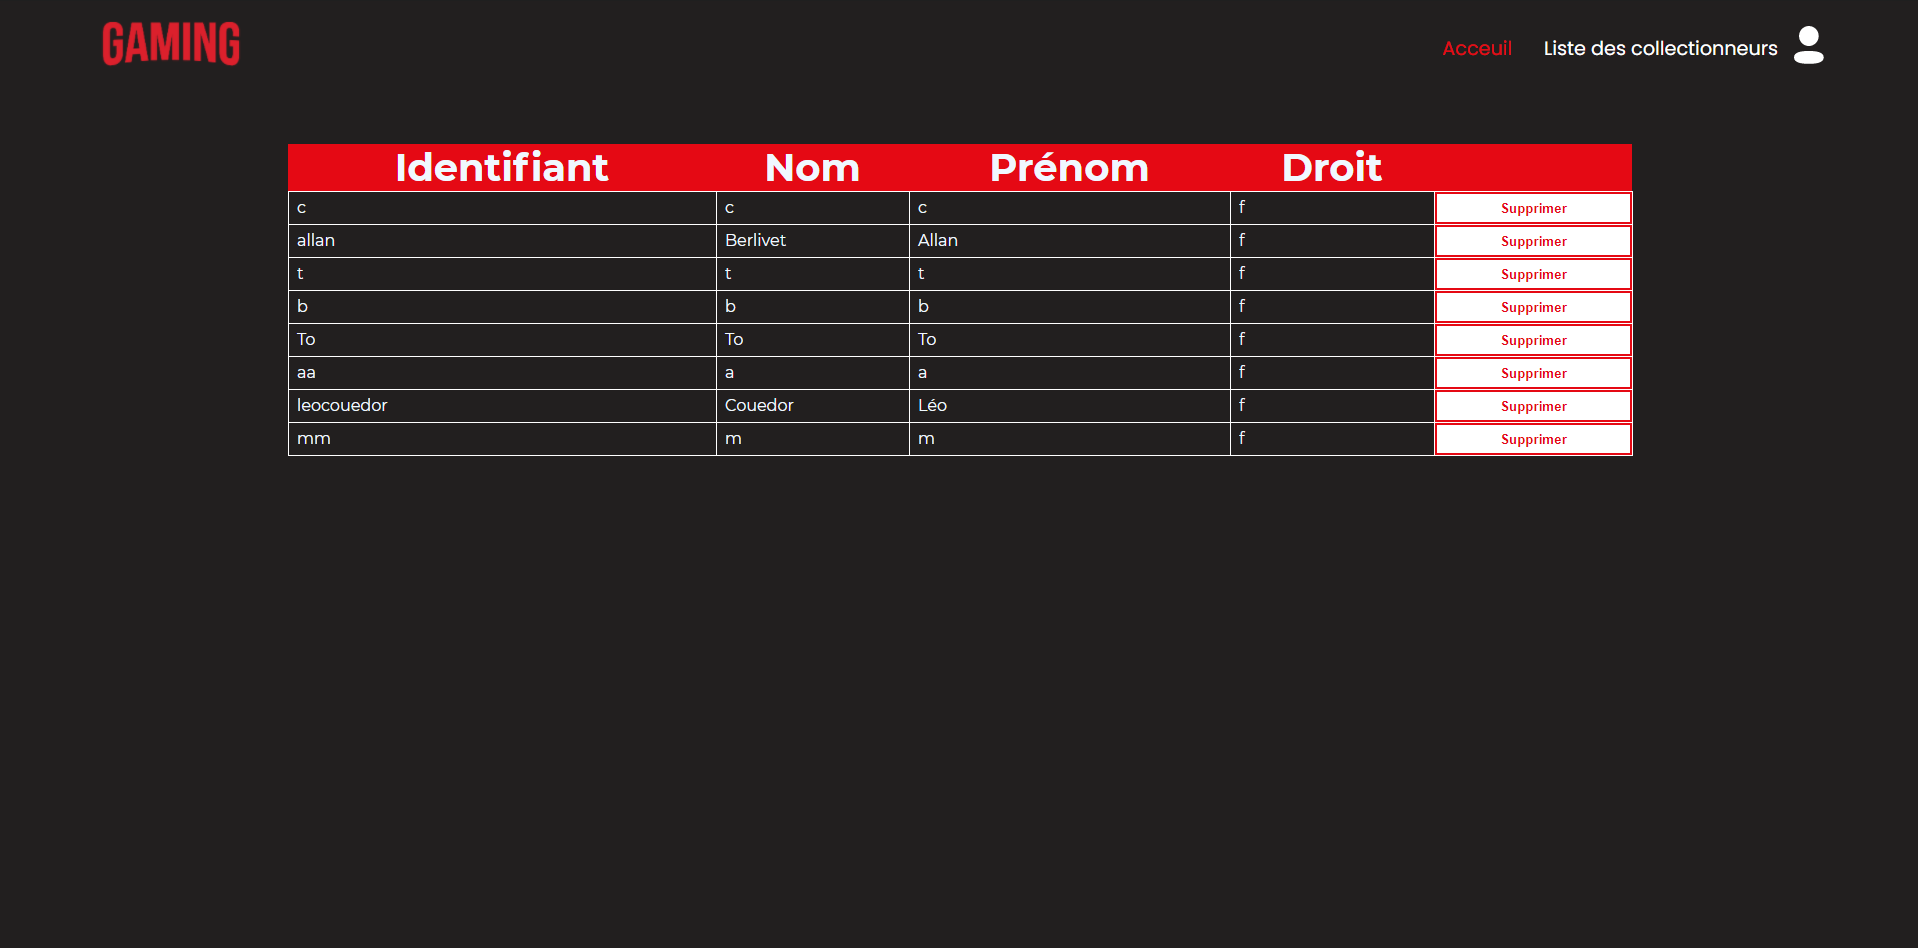 GAMING
Acceuil Liste des collectionneurs
Identifiant Nom Prénom Droit
c c c f Supprimer
allan Berlivet Allan f Supprimer
t t t f Supprimer
b b b f Supprimer
To To To f Supprimer
aa a a f Supprimer
leocouedor Couedor Léo f Supprimer
mm m m f Supprimer